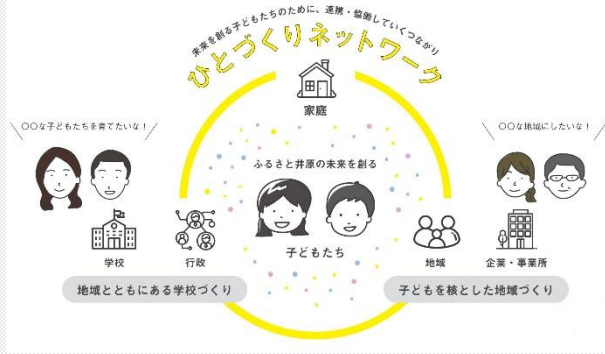 未来を創る子どもたちのために、連携・協働していくつながり
ひとづくりネットワーク
家庭
〇〇な子どもたちを育てたいな！
〇〇な地域にしたいな！
ふるさと井原の未来を創る
子どもたち
学校
行政
地域
企業・事業所
地域とともにある学校づくり
子どもを核とした地域づくり